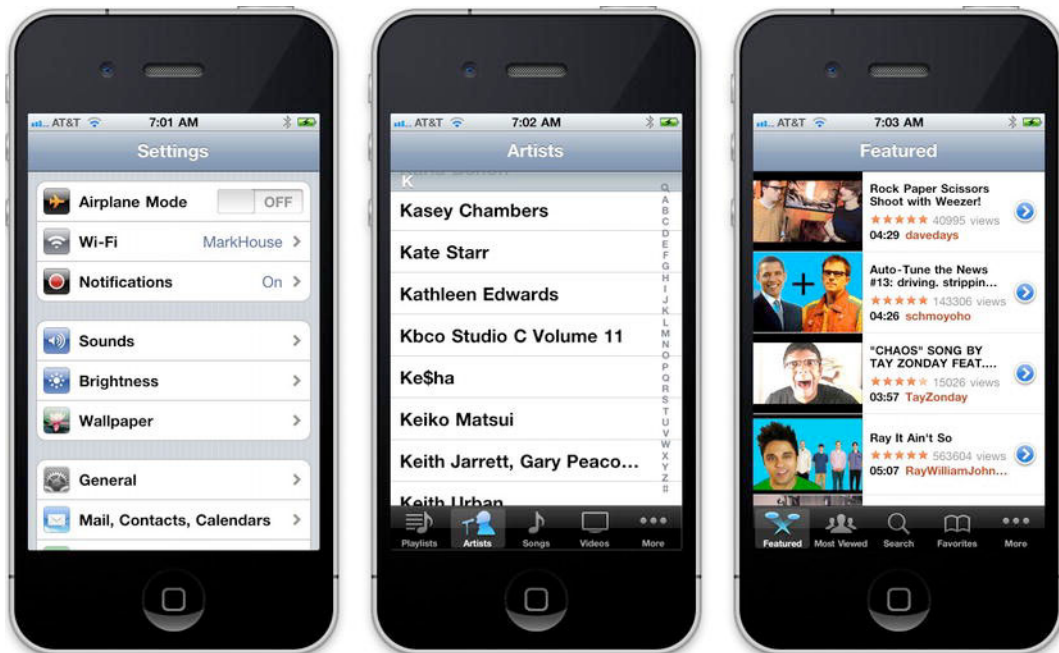 AT&T 7:01 AM
Settings
Airplane Mode OFF
Wi-Fi MarkHouse
Notifications On
Sounds
Brightness
Wallpaper
General
Mail, Contacts, Calendars
AT&T 7:02 AM
Artists
K
Kasey Chambers
Kate Starr
Kathleen Edwards
Kbco Studio C Volume 11
Ke$ha
Keiko Matsui
Keith Jarrett, Gary Peaco...
Keith Urban
A
B
C
D
E
F
G
H
I
J
K
L
M
N
O
P
Q
R
S
T
U
V
W
X
Y
Z
#
Playlists Artists Songs Videos More
AT&T 7:03 AM
Featured
Rock Paper Scissors
Shoot with Weezer!
40995 views
04:29 davedays
Auto-Tune the News
#13: driving. strippin...
143306 views
04:26 schmoyoho
"CHAOS" SONG BY
TAY ZONDAY FEAT....
15026 views
03:57 TayZonday
Ray It Ain't So
563604 views
05:07 RayWilliamJohn...
Featured Most Viewed Search Favorites More